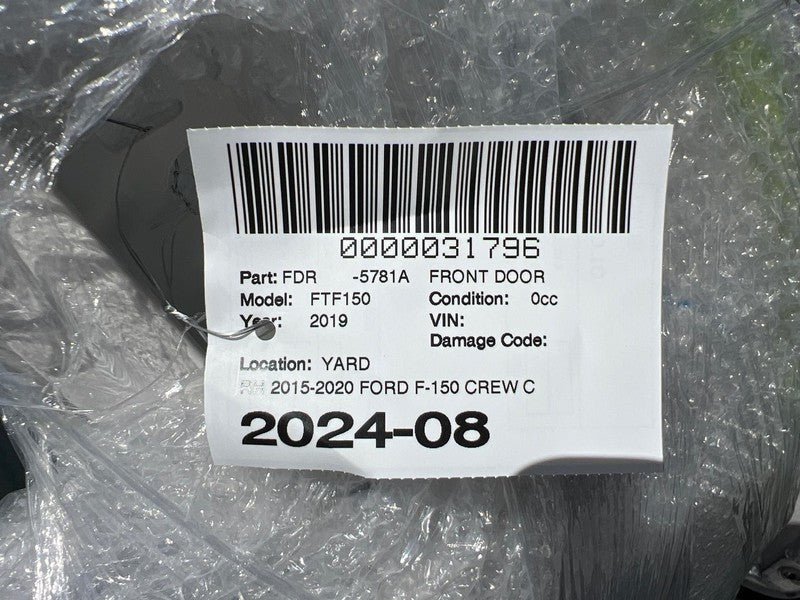 0000031796
Part: FDR -5781A FRONT DOOR
Model: FTF150 Condition: 0cc
Year: 2019 VIN:
Damage Code:
Location: YARD
RH 2015-2020 FORD F-150 CREW C
2024-08